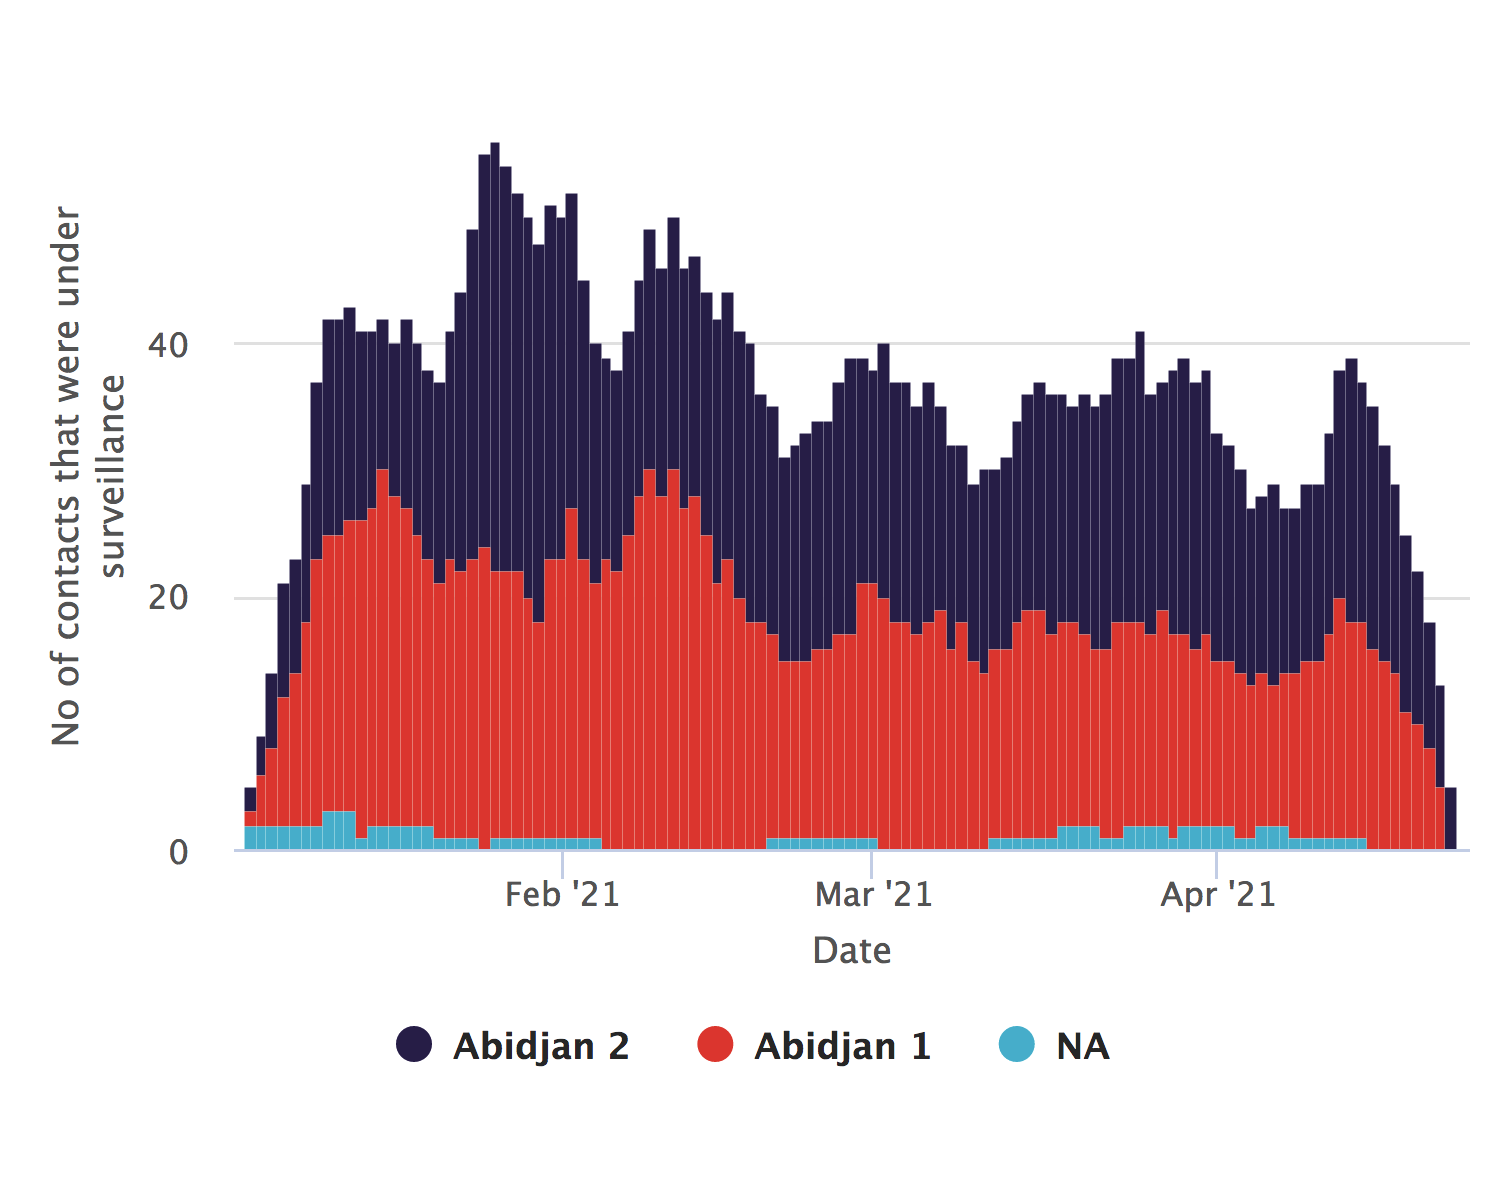 No of contacts that were under
surveillance
40
20
0
Feb '21
Mar '21
Apr '21
Date
Abidjan 2
Abidjan 1
NA